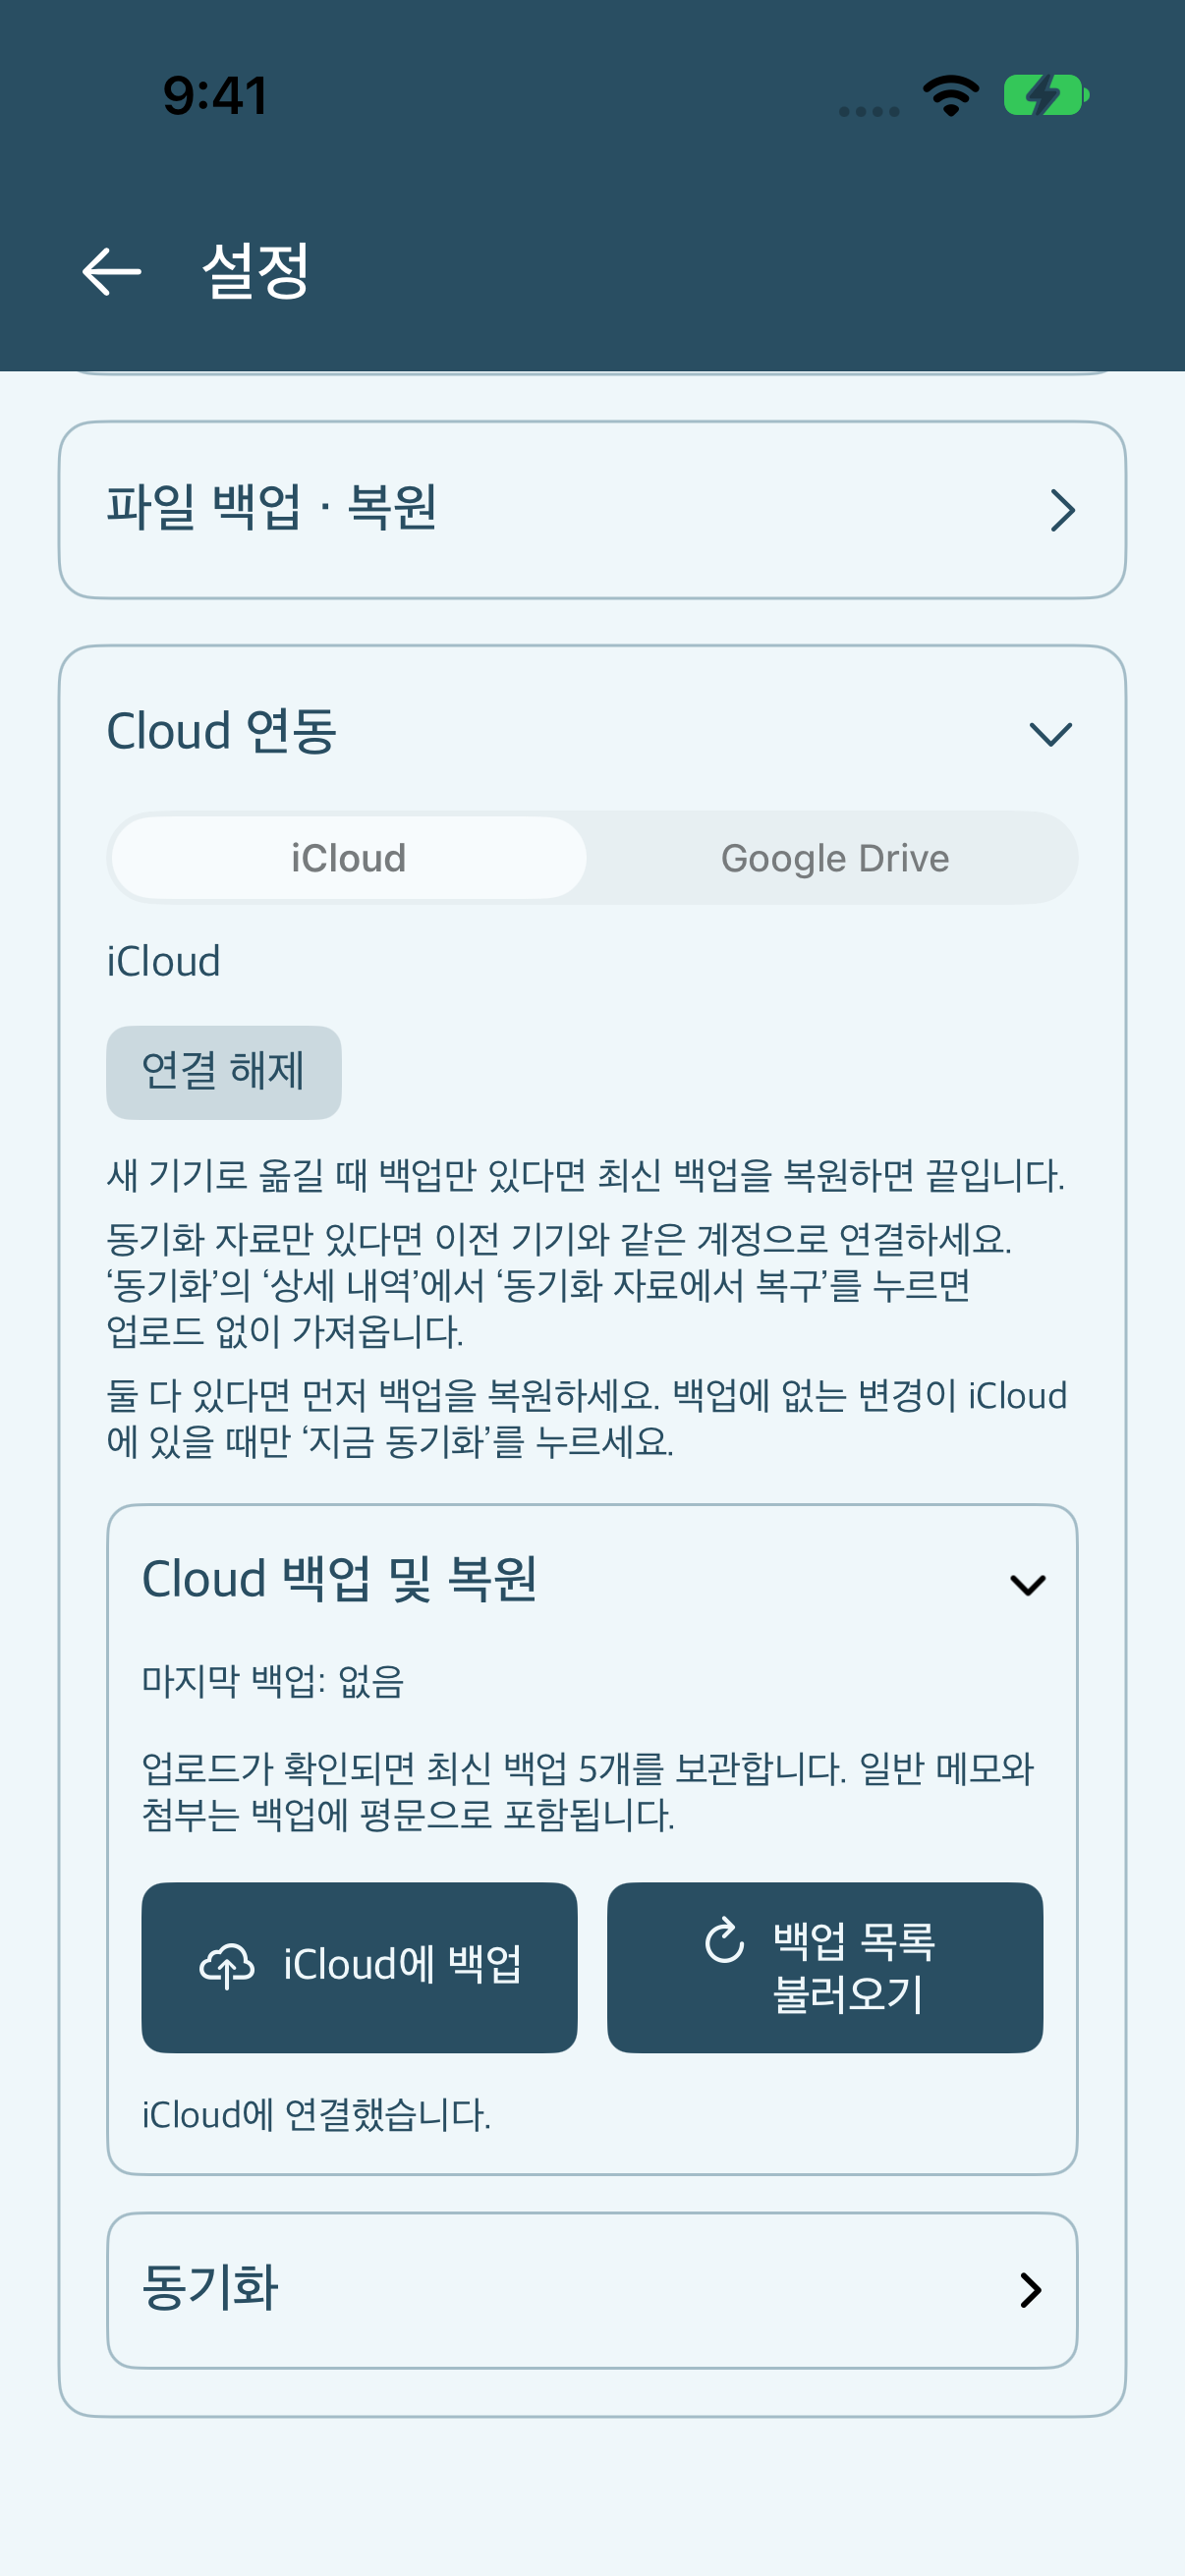 9:41
설정
파일 백업 · 복원
Cloud 연동
iCloud
Google Drive
iCloud
연결 해제
새 기기로 옮길 때 백업만 있다면 최신 백업을 복원하면 끝입니다.
동기화 자료만 있다면 이전 기기와 같은 계정으로 연결하세요.
‘동기화’의 ‘상세 내역’에서 ‘동기화 자료에서 복구’를 누르면
업로드 없이 가져옵니다.
둘 다 있다면 먼저 백업을 복원하세요. 백업에 없는 변경이 iCloud
에 있을 때만 ‘지금 동기화’를 누르세요.
Cloud 백업 및 복원
마지막 백업: 없음
업로드가 확인되면 최신 백업 5개를 보관합니다. 일반 메모와
첨부는 백업에 평문으로 포함됩니다.
iCloud에 백업
백업 목록
불러오기
iCloud에 연결했습니다.
동기화